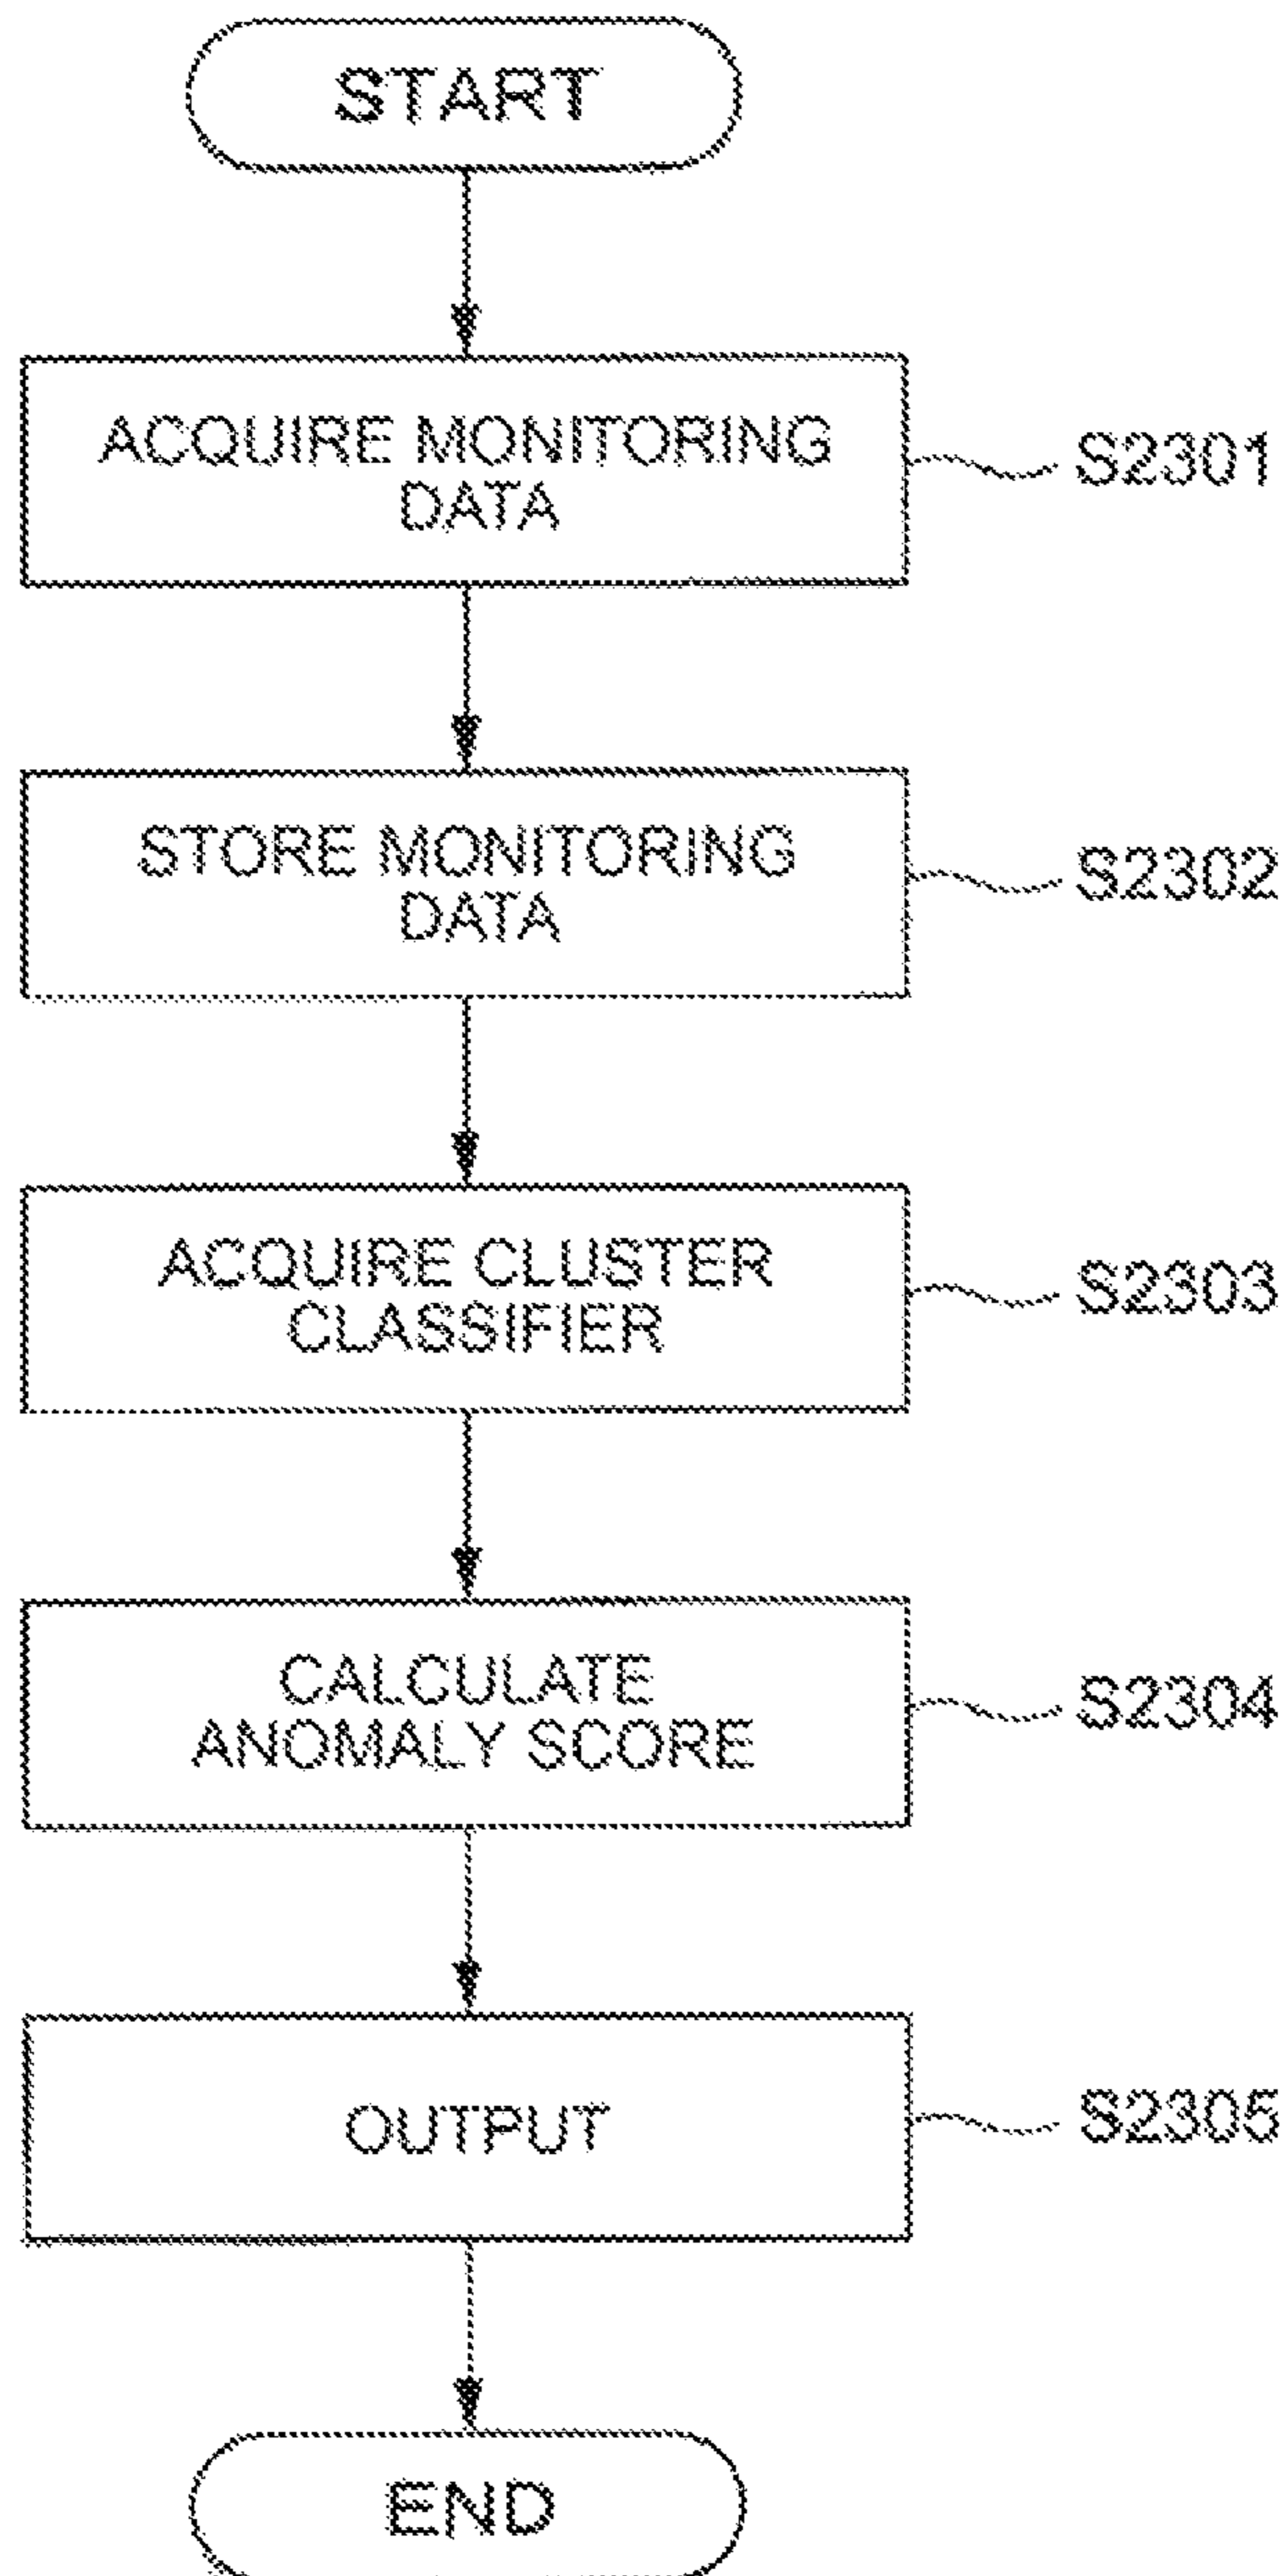 START
ACQUIRE MONITORING
DATA
S2301
STORE MONITORING
DATA
S2302
ACQUIRE CLUSTER
CLASSIFIER
S2303
CALCULATE
ANOMALY SCORE
S2304
OUTPUT
S2305
END